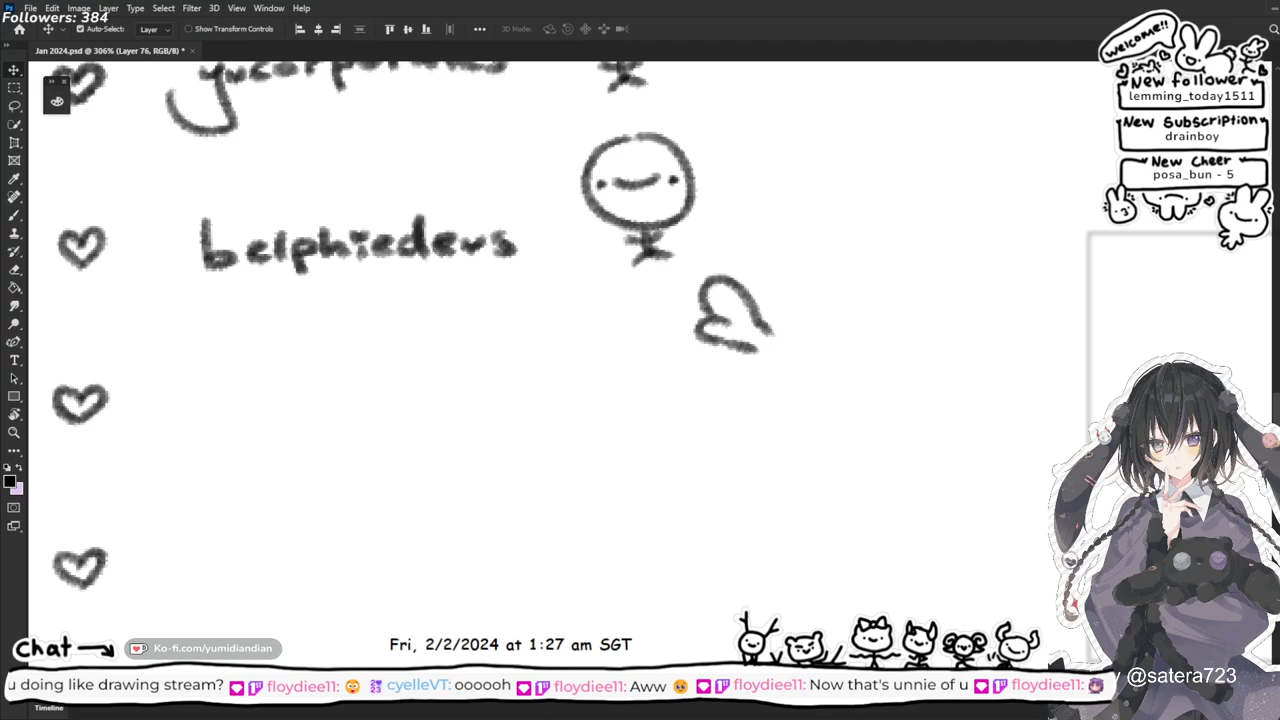 File Edit Image Layer Type Select Filter 3D View Window Help
Followers: 384
Auto-Select: Layer Show Transform Controls 3D Mode:
Jan 2024.psd @ 306% (Layer 76, RGB/8) *
welcome!!
New follower
lemming_today1511
New Subscription
drainboy
New Cheer
posa_bun - 5
belphieders
Chat
Ko-fi.com/yumidiandian
Fri, 2/2/2024 at 1:27 am SGT
u doing like drawing stream? floydiee11: cyelleVT: oooooh floydiee11: Aww floydiee11: Now that's unnie of u floydiee11:
y @satera723
Timeline